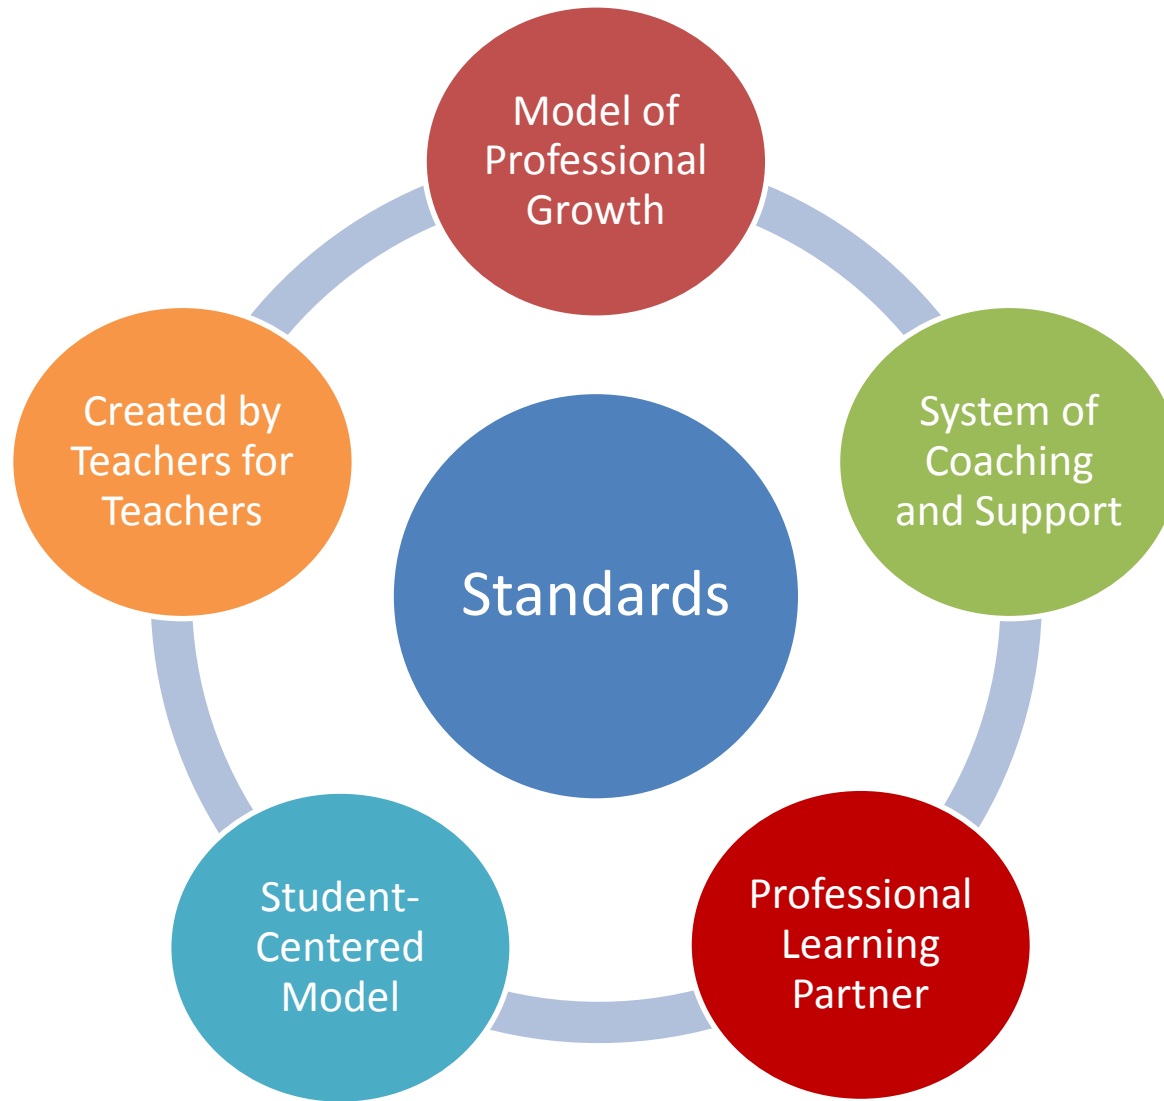 Model of
Professional
Growth
System of
Coaching
and Support
Professional
Learning
Partner
Student-
Centered
Model
Created by
Teachers for
Teachers
Standards